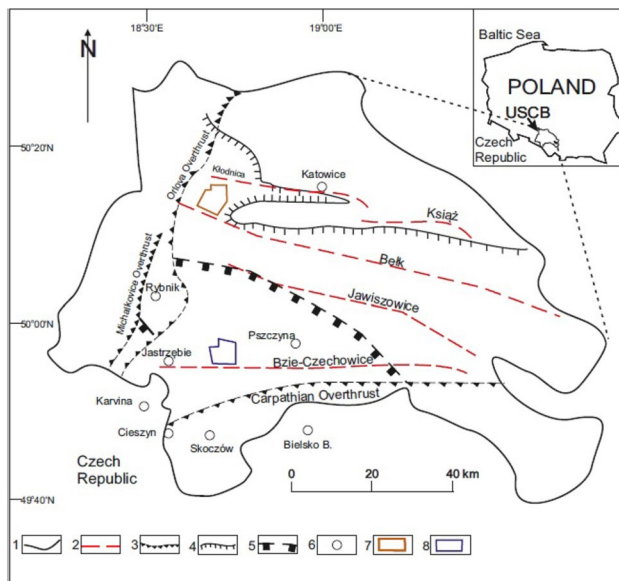 18°30'E
19°00'E
N
Baltic Sea
POLAND
USCB
Czech
Republic
50°20'
Orlova Overthrust
Kłodnica
Katowice
Książ
Bełk
Michalkovice Overthrust
Rybnik
Jawiszowice
50°00'
Pszczyna
Jastrzębie
Bzie-Czechowice
Karvina
Carpathian Overthrust
Cieszyn
Skoczów
Bielsko B.
Czech
Republic
0 20 40 km
49°40'N
1 2 3 4 5 6 7 8